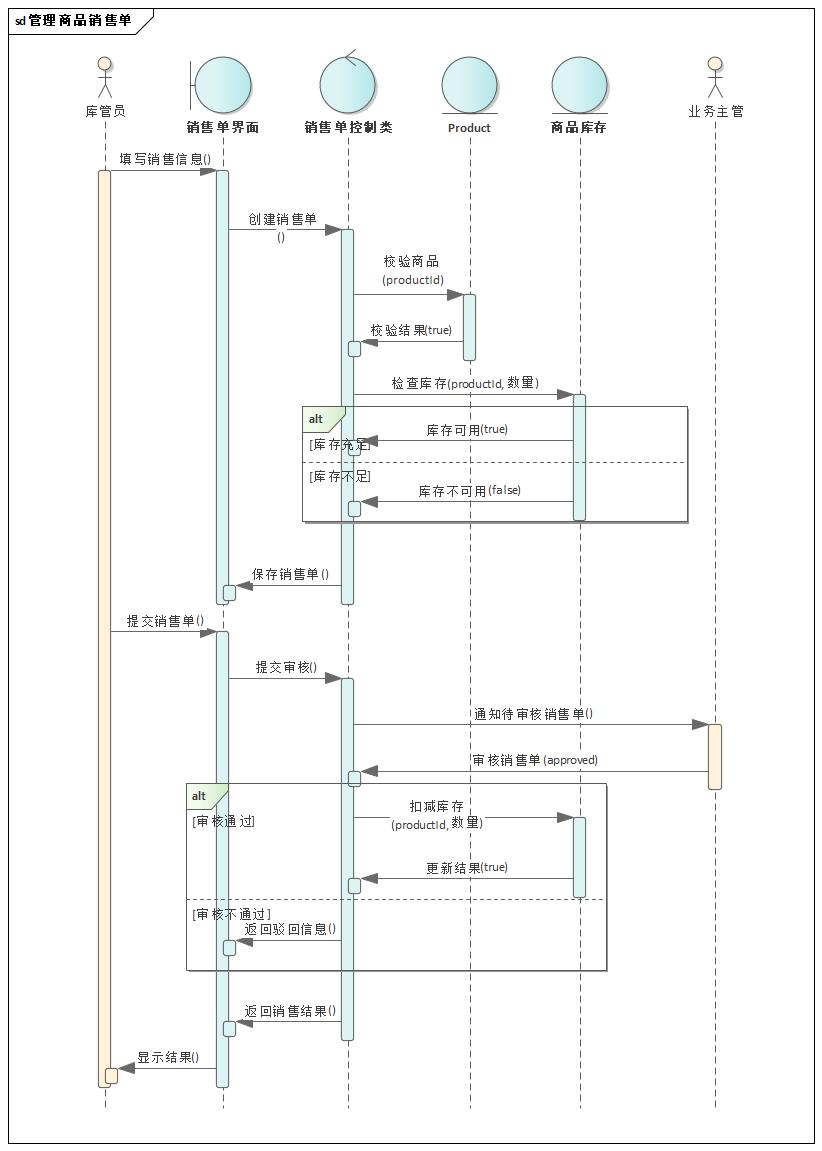 sd 管理商品销售单
库管员
销售单界面
销售单控制类
Product
商品库存
业务主管
填写销售信息()
创建销售单
()
校验商品
(productId)
校验结果(true)
检查库存(productId, 数量)
alt
库存可用(true)
[库存充足]
[库存不足]
库存不可用(false)
保存销售单()
提交销售单()
提交审核()
通知待审核销售单()
审核销售单(approved)
alt
扣减库存
(productId, 数量)
[审核通过]
更新结果(true)
[审核不通过]
返回驳回信息()
返回销售结果()
显示结果()